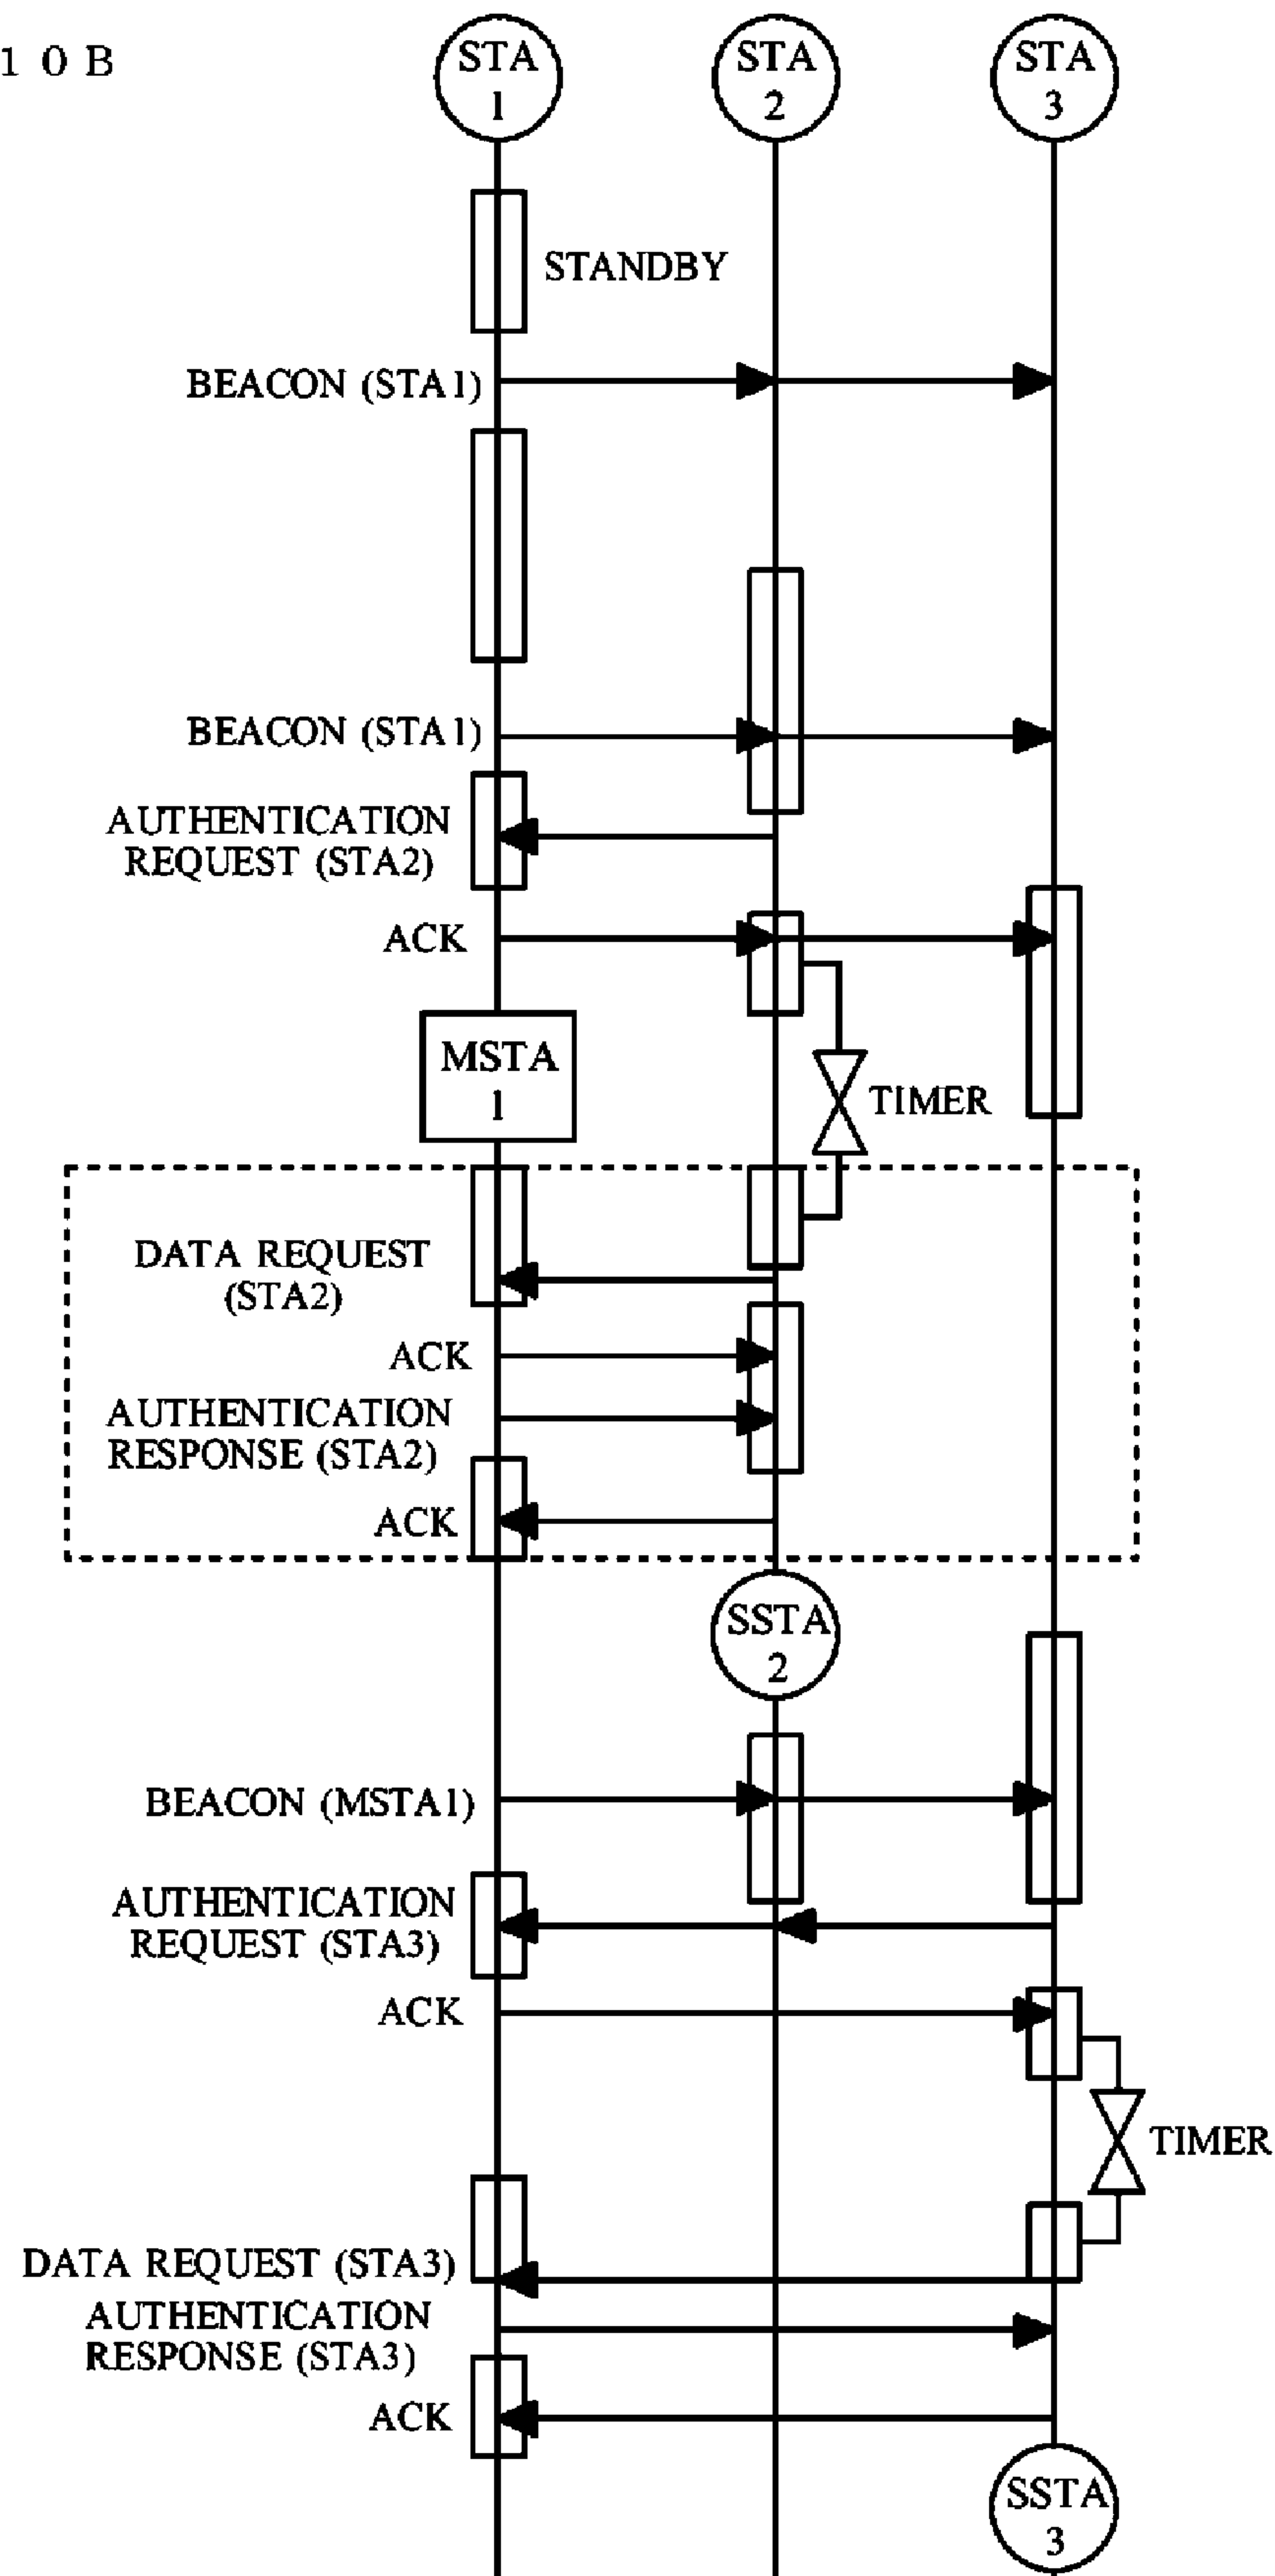 1 0 B
STA
1
STA
2
STA
3
STANDBY
BEACON (STA1)
BEACON (STA1)
AUTHENTICATION
REQUEST (STA2)
ACK
MSTA
1
TIMER
DATA REQUEST
(STA2)
ACK
AUTHENTICATION
RESPONSE (STA2)
ACK
SSTA
2
BEACON (MSTA1)
AUTHENTICATION
REQUEST (STA3)
ACK
TIMER
DATA REQUEST (STA3)
AUTHENTICATION
RESPONSE (STA3)
ACK
SSTA
3